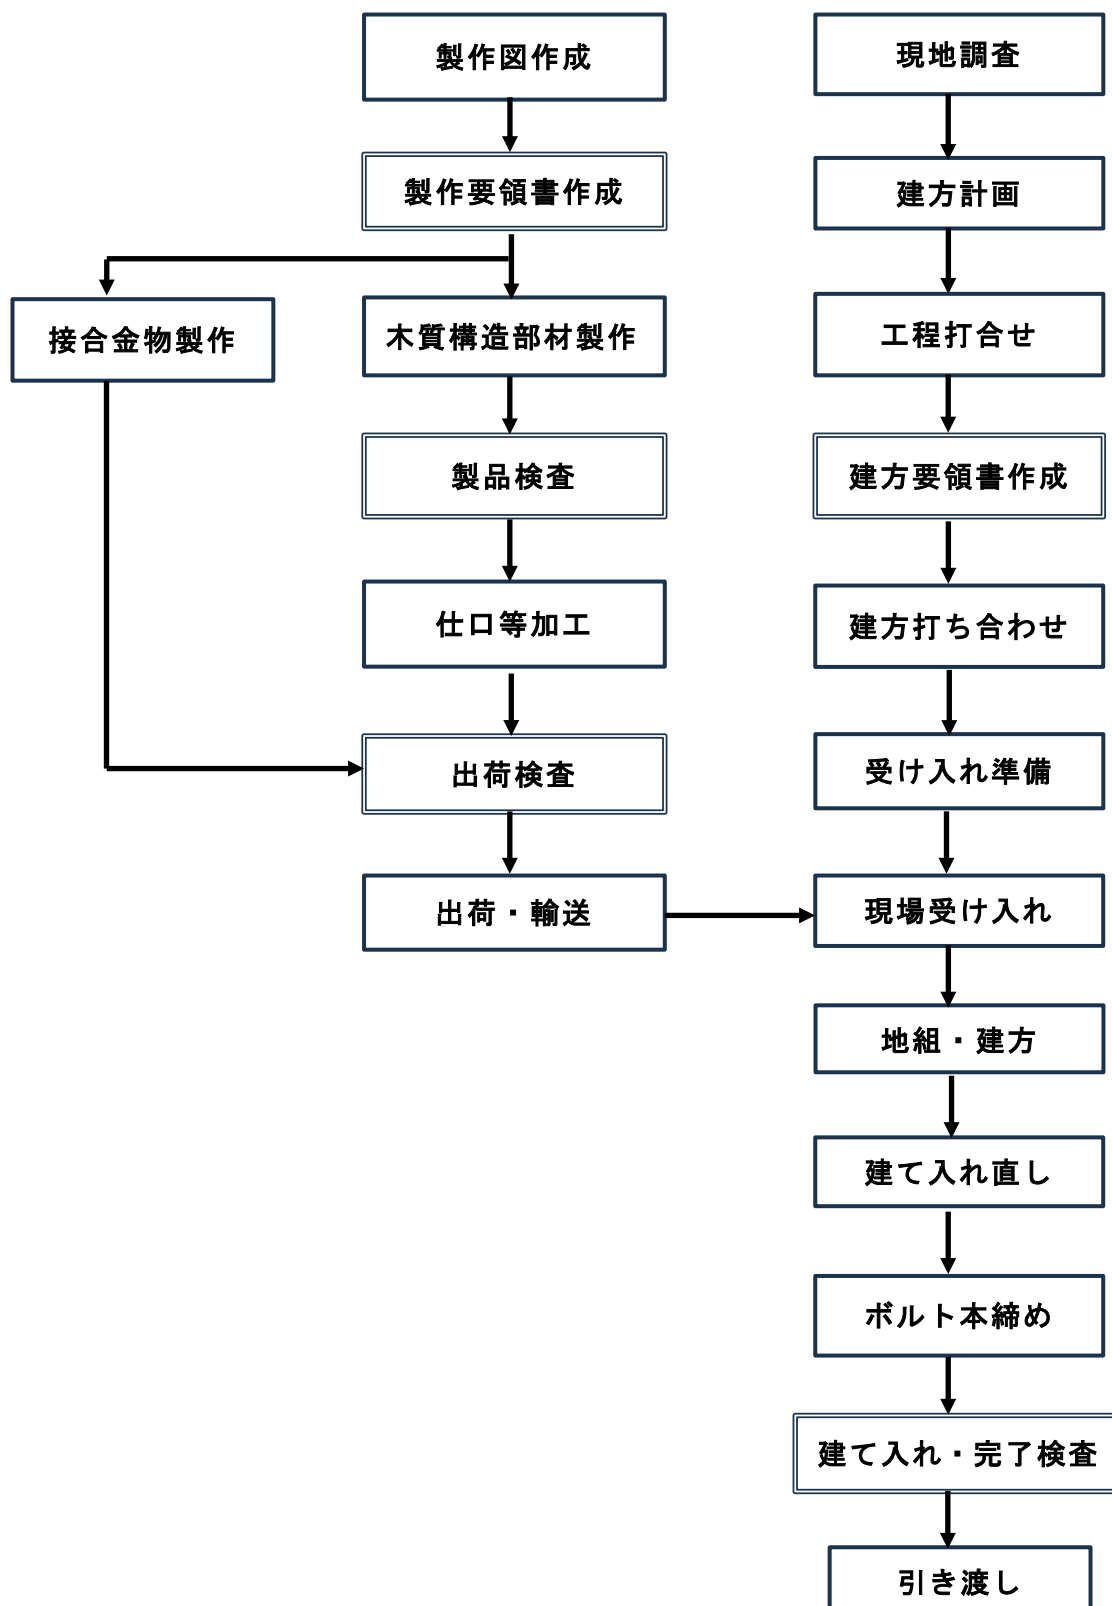 製作図作成
製作要領書作成
接合金物製作
木質構造部材製作
製品検査
仕口等加工
出荷検査
出荷・輸送
現地調査
建方計画
工程打合せ
建方要領書作成
建方打ち合わせ
受け入れ準備
現場受け入れ
地組・建方
建て入れ直し
ボルト本締め
建て入れ・完了検査
引き渡し